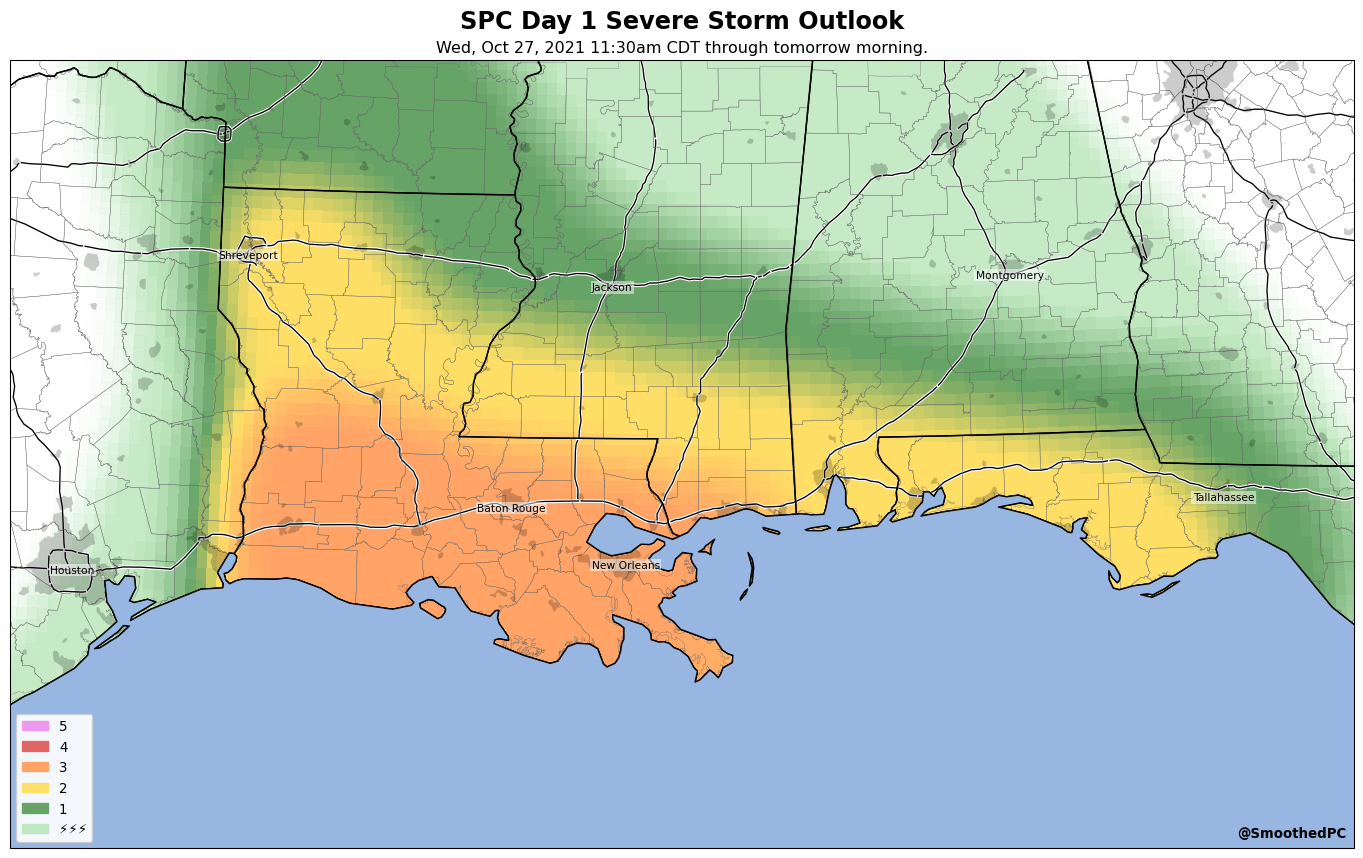 SPC Day 1 Severe Storm Outlook
Wed, Oct 27, 2021 11:30am CDT through tomorrow morning.
Shreveport
Jackson
Montgomery
Tallahassee
Baton Rouge
New Orleans
Houston
5
4
3
2
1
⚡⚡⚡
@SmoothedPC